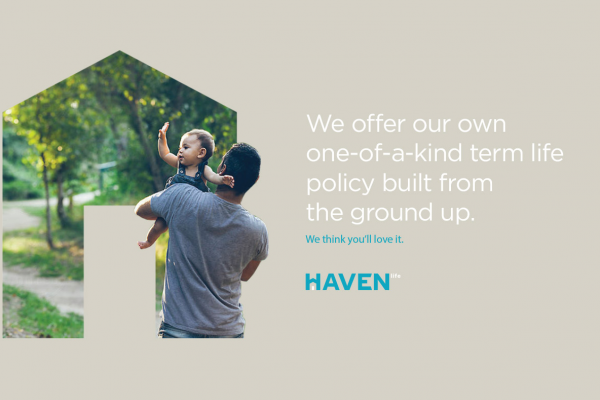 We offer our own
one-of-a-kind term life
policy built from
the ground up.
We think you'll love it.
HAVEN life